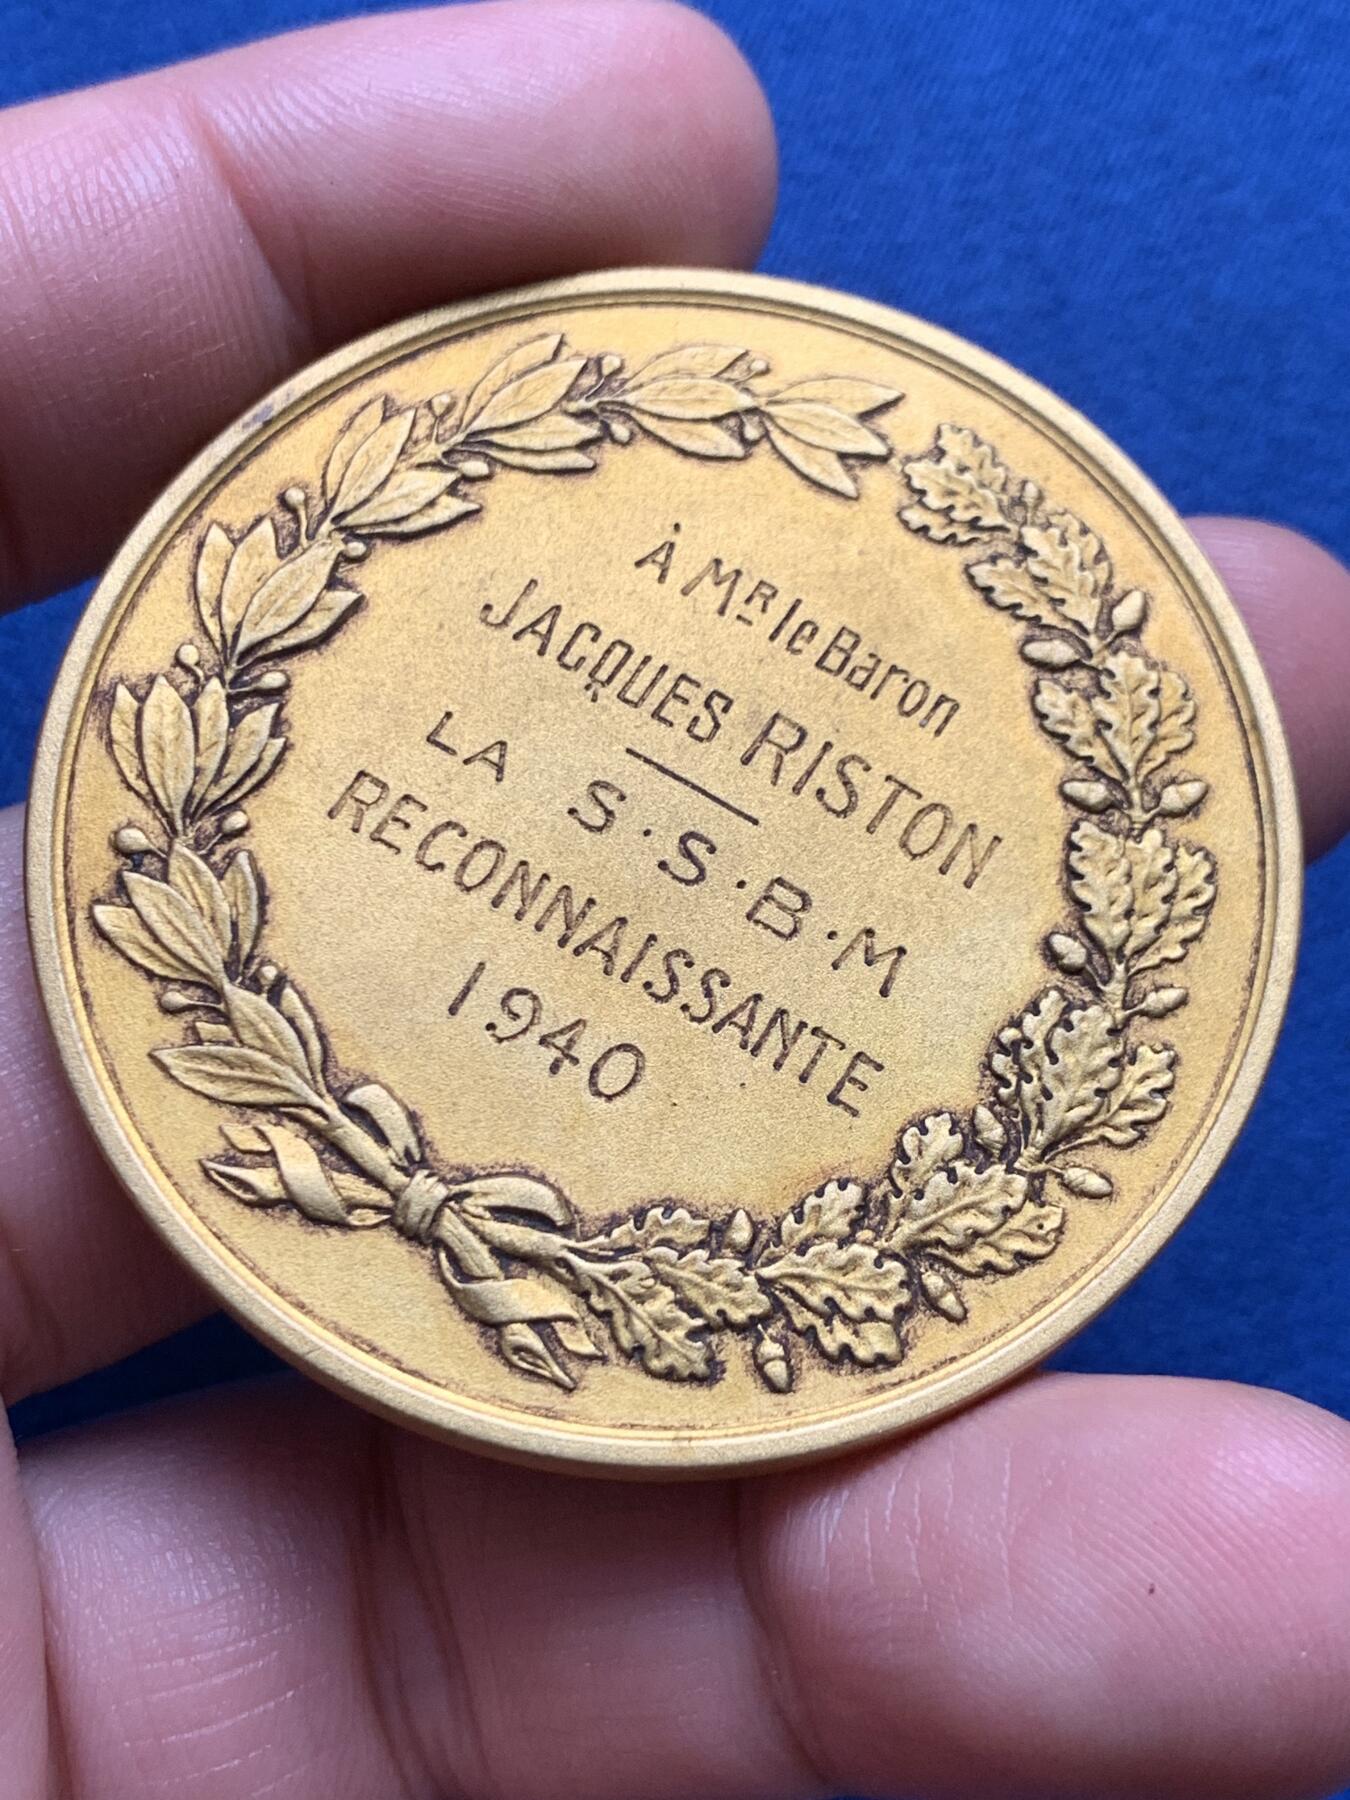 À MR le Baron
JACQUES RISTON
LA S.S.B.M
RECONNAISSANTE
1940